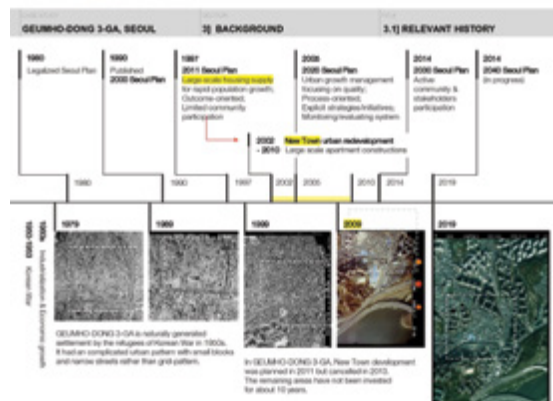 GEUMHO-DONG 3-GA, SEOUL
3] BACKGROUND
3.1] RELEVANT HISTORY
1980
Legalized Seoul Plan
1990
Published
2000 Seoul Plan
1997
2011 Seoul Plan
Large scale housing supply
for rapid population growth;
Outcome-oriented;
Limited community
participation
2006
2020 Seoul Plan
Urban growth management
focusing on quality;
Process-oriented;
Explicit strategies/initiatives;
Monitoring/evaluating system
2014
2030 Seoul Plan
Active
community &
stakeholders
participation
2014
2040 Seoul Plan
(in progress)
2002
- 2010
New Town urban redevelopment
Large scale apartment constructions
1980
1990
1997
2002
2005
2010
2014
2019
1950-1953 Korean War
Industrialization & Economic growth
1979
1989
1999
2009
2019
GEUMHO-DONG 3-GA is naturally generated
settlement by the refugees of Korean War in 1950s.
It had an complicated urban pattern with small blocks
and narrow streets rather than grid-pattern.
In GEUMHO-DONG 3-GA, New Town development
was planned in 2011 but cancelled in 2013.
The remaining areas have not been invested
for about 10 years.